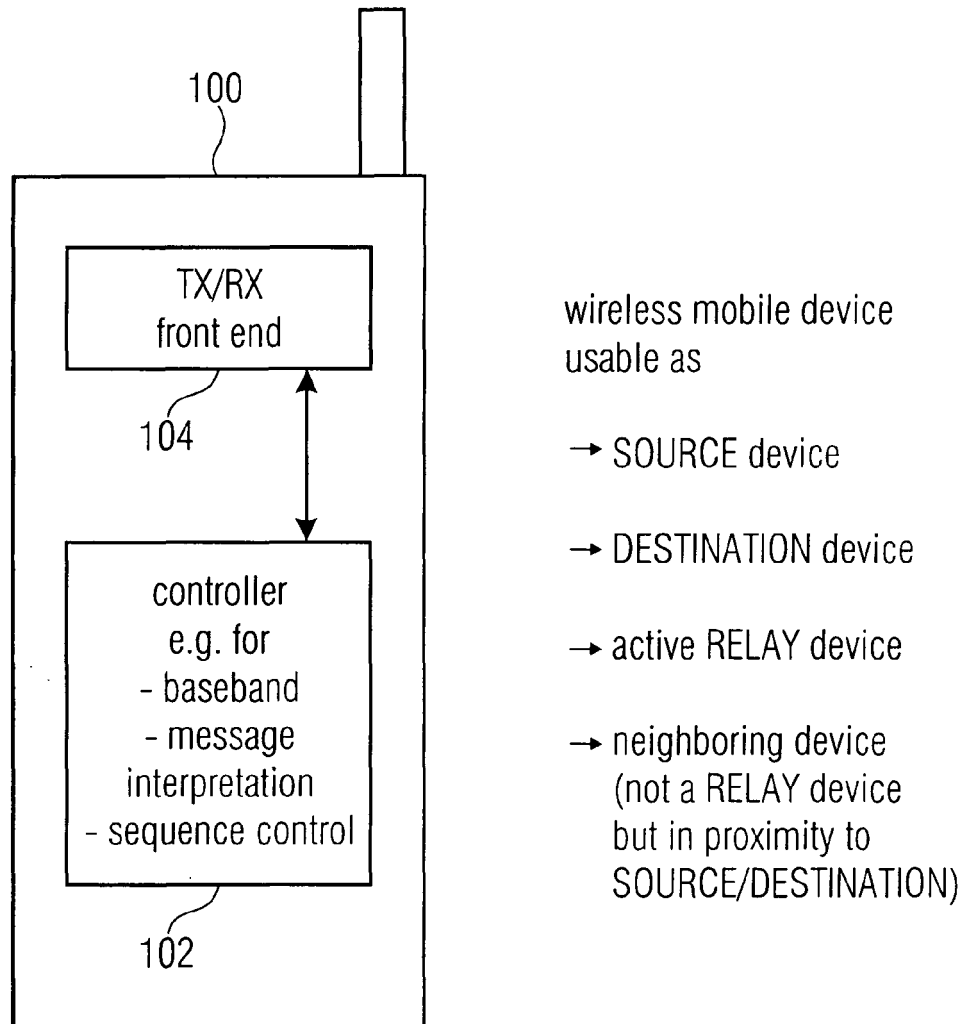 100
TX/RX
front end
104
controller
e.g. for
- baseband
- message
interpretation
- sequence control
102
wireless mobile device
usable as
→ SOURCE device
→ DESTINATION device
→ active RELAY device
→ neighboring device
(not a RELAY device
but in proximity to
SOURCE/DESTINATION)